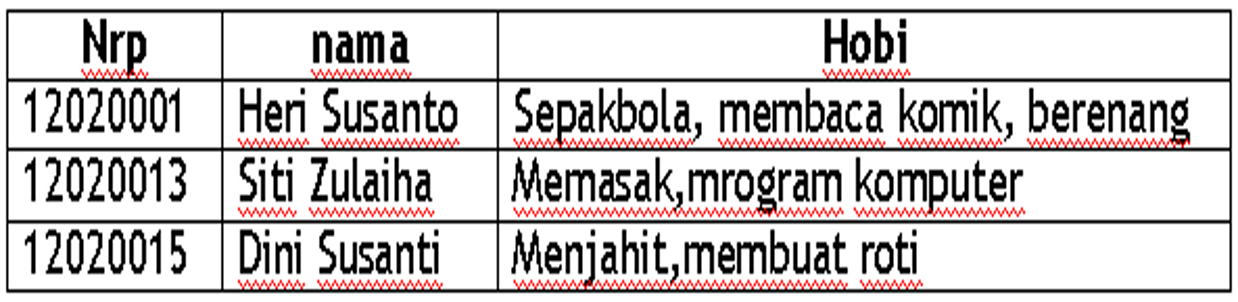 Nrp nama Hobi
12020001 Heri Susanto Sepakbola, membaca komik, berenang
12020013 Siti Zulaiha Memasak,mrogram komputer
12020015 Dini Susanti Menjahit,membuat roti